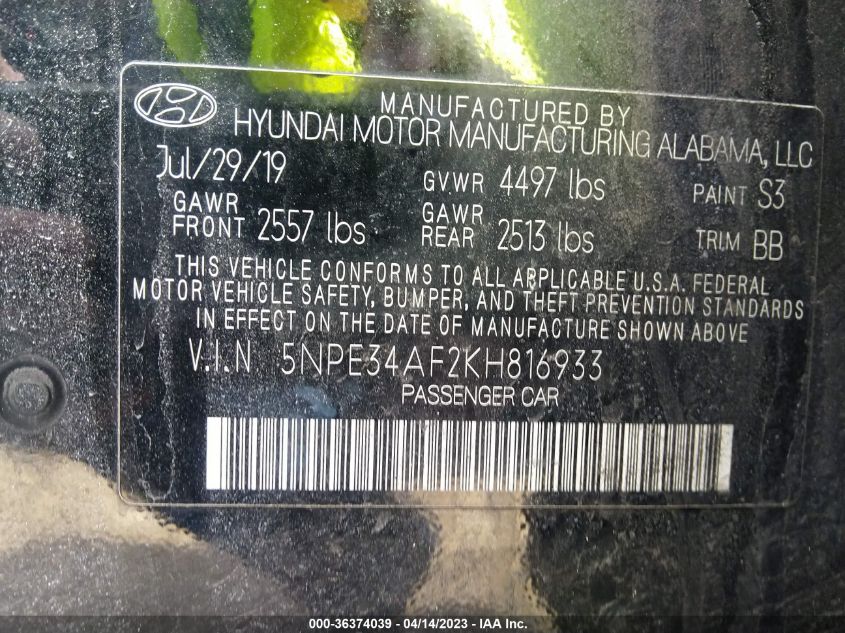 MANUFACTURED BY
HYUNDAI MOTOR MANUFACTURING ALABAMA, LLC
Jul/29/19 GVWR 4497 lbs PAINT S3
GAWR FRONT 2557 lbs GAWR REAR 2513 lbs TRIM BB
THIS VEHICLE CONFORMS TO ALL APPLICABLE U.S.A. FEDERAL
MOTOR VEHICLE SAFETY, BUMPER, AND THEFT PREVENTION STANDARDS
IN EFFECT ON THE DATE OF MANUFACTURE SHOWN ABOVE
V.I.N 5NPE34AF2KH816933
PASSENGER CAR
000-36374039 - 04/14/2023 - IAA Inc.